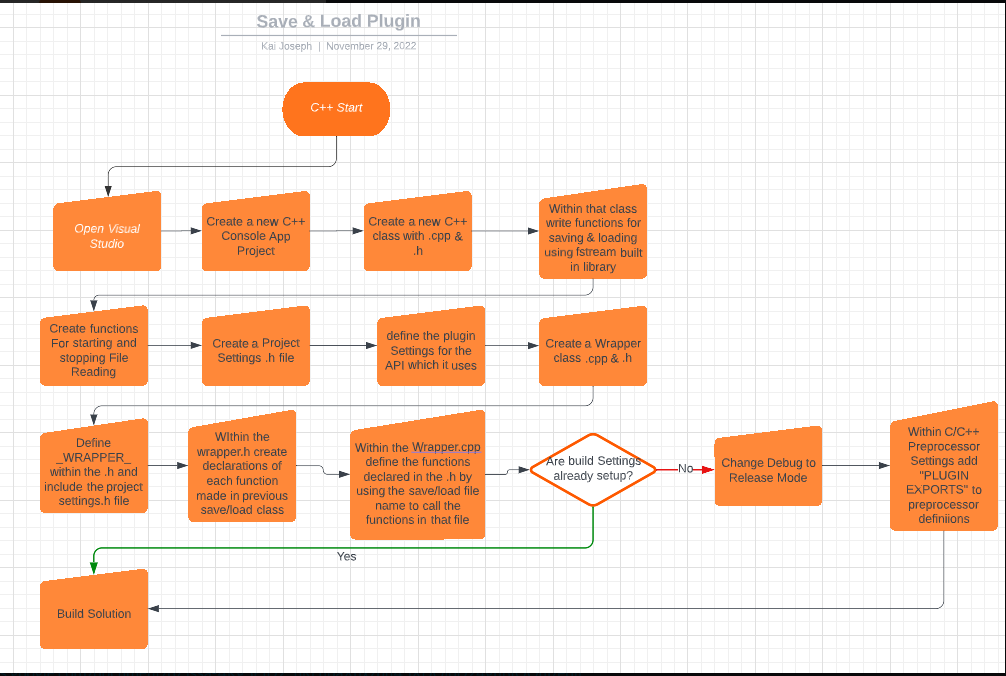 Save & Load Plugin
Kai Joseph | November 29, 2022
C++ Start
Open Visual
Studio
Create a new C++
Console App
Project
Create a new C++
class with .cpp &
.h
Within that class
write functions for
saving & loading
using fstream built
in library
Create functions
For starting and
stopping File
Reading
Create a Project
Settings .h file
define the plugin
Settings for the
API which it uses
Create a Wrapper
class .cpp & .h
Define
_WRAPPER_
within the .h and
include the project
settings.h file
WIthin the
wrapper.h create
declarations of
each function
made in previous
save/load class
Within the Wrapper.cpp
define the functions
declared in the .h by
using the save/load file
name to call the
functions in that file
Are build Settings
already setup?
No
Change Debug to
Release Mode
Within C/C++
Preprocessor
Settings add
"PLUGIN
EXPORTS" to
preprocessor
definiions
Yes
Build Solution